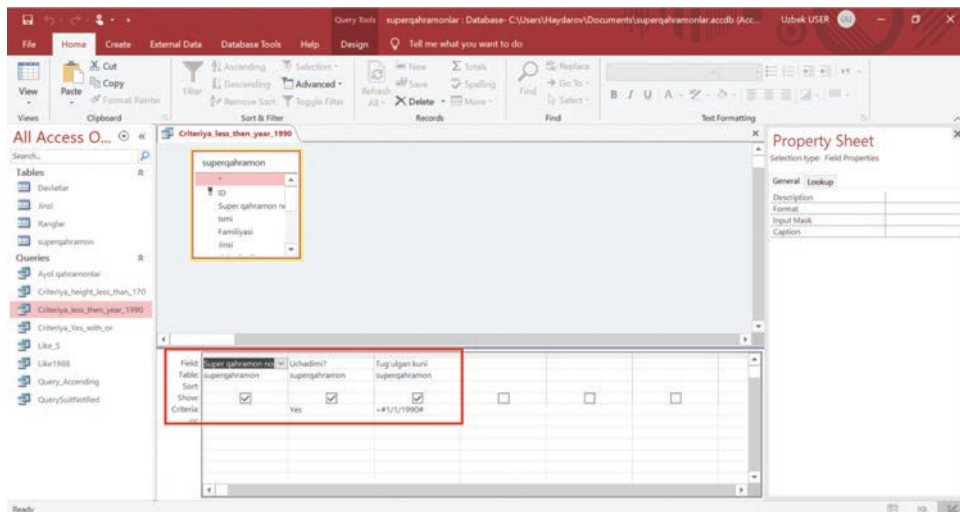 Query Tools superqahramonlar : Database- C:\Users\Haydarov\Documents\superqahramonlar.accdb (Acc... Uzbek USER UU
File Home Create External Data Database Tools Help Design Tell me what you want to do
View
Paste
Cut
Copy
Format Painter
Filter
Ascending
Descending
Remove Sort
Selection
Advanced
Toggle Filter
Refresh
All
New
Save
Delete
Totals
Spelling
More
Find
Replace
Go To
Select
B I U A
Views Clipboard Sort & Filter Records Find Text Formatting
All Access O...
Search...
Tables
Davlatlar
Jinsi
Ranglar
superqahramon
Queries
Ayol qahramonlar
Criteriya_height_less_than_170
Criteriya_less_then_year_1990
Criteriya_Yes_with_or
Like_S
Like1988
Query_Accending
QuerySuitNotRed
Criteriya_less_then_year_1990
superqahramon
*
ID
Super qahramon no
Ismi
Familiyasi
Jinsi
Field: Super qahramon no Uchadimi? Tug'ulgan kuni
Table: superqahramon superqahramon superqahramon
Sort:
Show:
Criteria: Yes <#1/1/1990#
or:
Property Sheet
Selection type: Field Properties
General Lookup
Description
Format
Input Mask
Caption
Ready
SQL